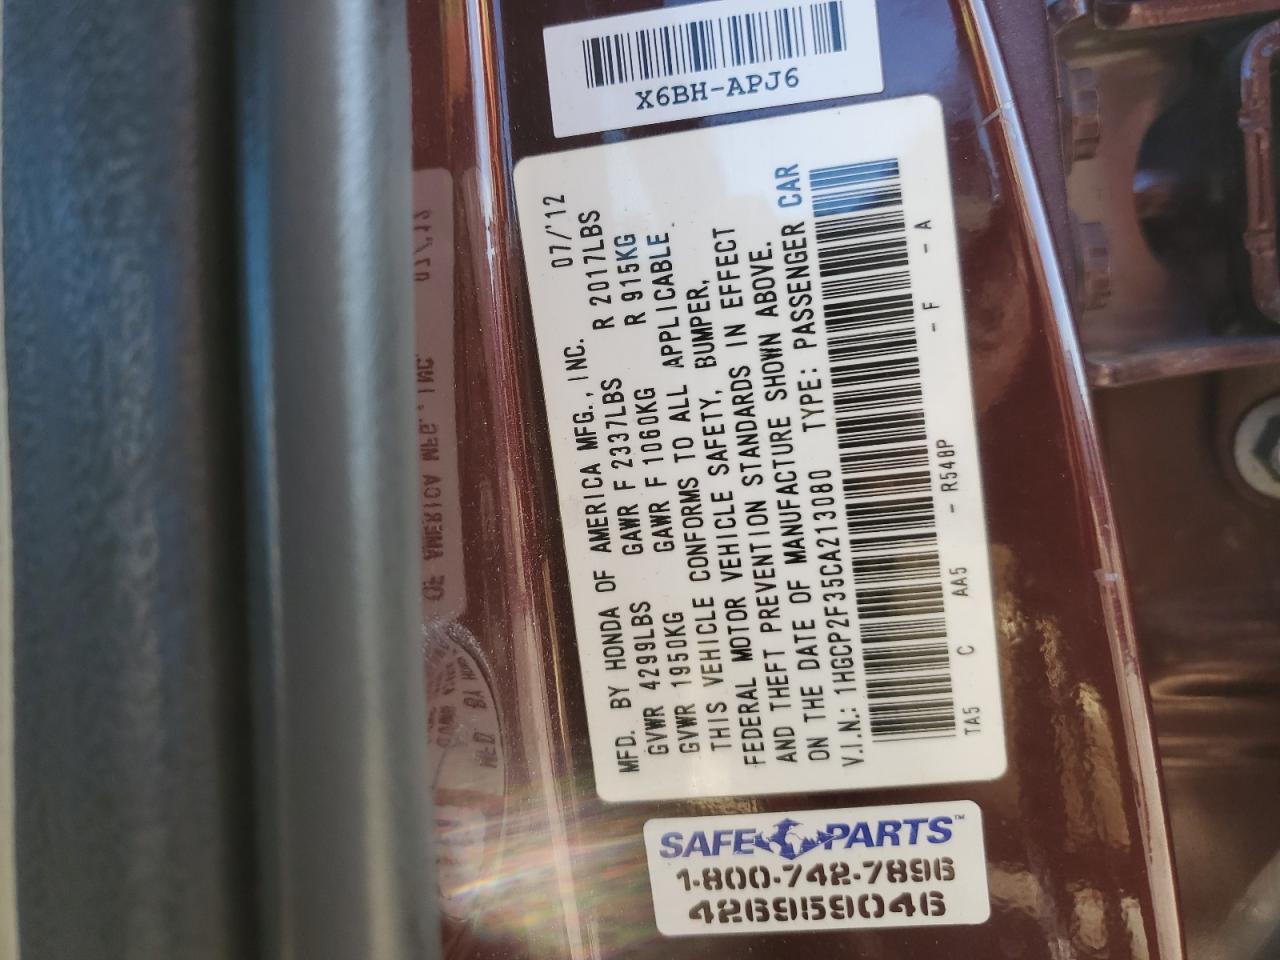 X6BH-APJ6
MFD. BY HONDA OF AMERICA MFG., INC. 07/'12
GVWR 4299LBS GAWR F 2337LBS R 2017LBS
GVWR 1950KG GAWR F 1060KG R 915KG
THIS VEHICLE CONFORMS TO ALL APPLICABLE
FEDERAL MOTOR VEHICLE SAFETY, BUMPER,
AND THEFT PREVENTION STANDARDS IN EFFECT
ON THE DATE OF MANUFACTURE SHOWN ABOVE.
V.I.N.: 1HGCP2F35CA213080 TYPE: PASSENGER CAR
TA5 C AA5 - R548P - F - A
SAFE PARTS™
1-800-742-7896
426959046